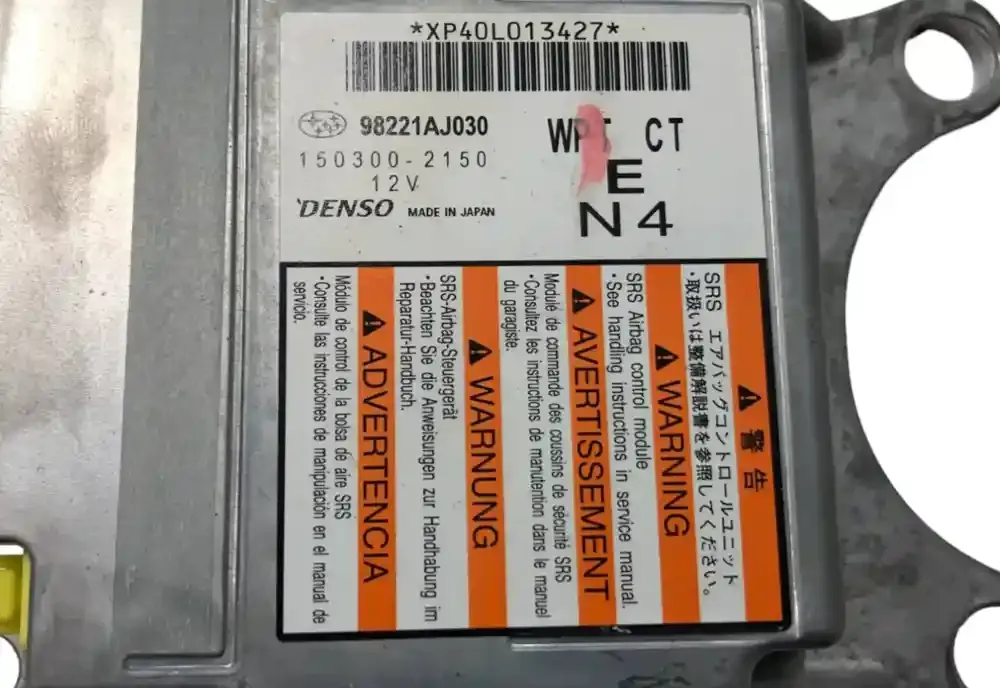 *XP40L013427*
98221AJ030
150300-2150
12V
DENSO MADE IN JAPAN
CT
E
N4
警告
SRS エアバッグコントロールユニット
・取扱いは整備解説書を参照してください。
WARNING
SRS Airbag control module
・See handling instructions in service manual.
AVERTISSEMENT
Module de commande des coussins de sécurité SRS
・Consultez les instructions de manutention dans le manuel
du garagiste.
WARNUNG
SRS-Airbag-Steuergerät
・Beachten Sie die Anweisungen zur Handhabung im
Reparatur-Handbuch.
ADVERTENCIA
Módulo de control de la bolsa de aire SRS
・Consulte las instrucciones de manipulación en el manual de
servicio.